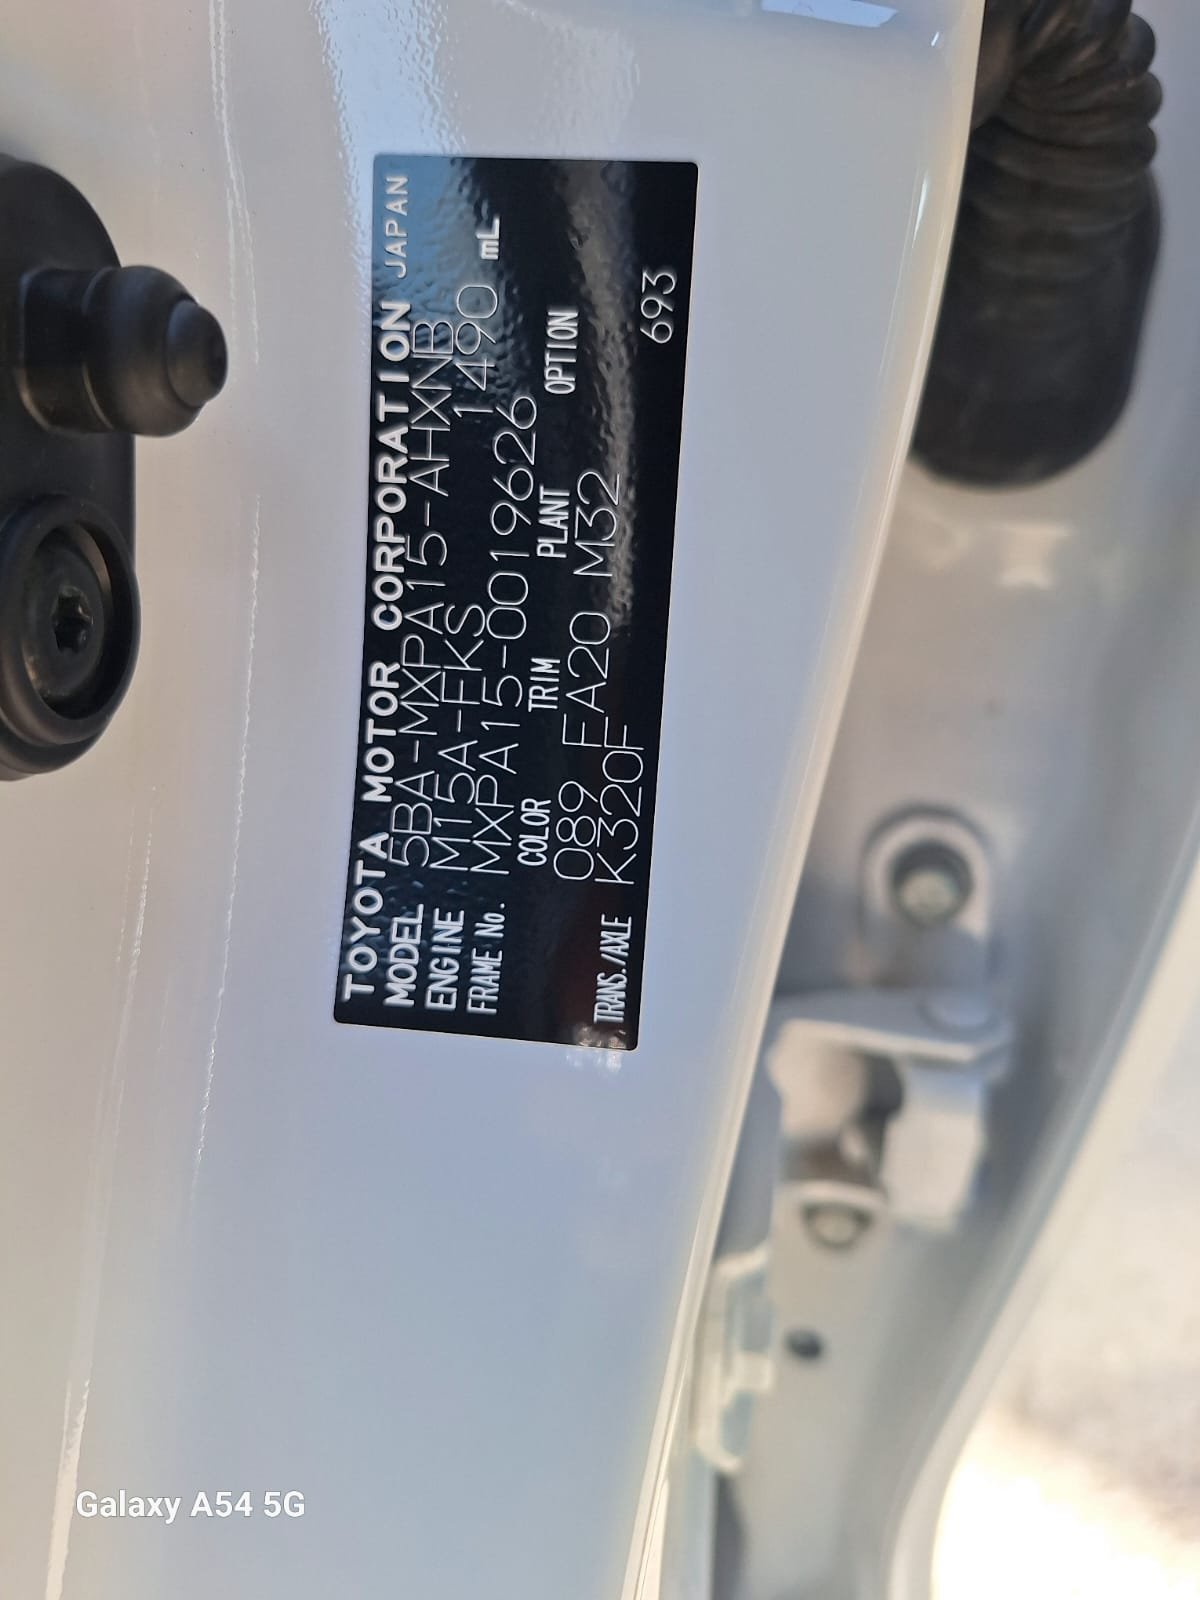 TOYOTA MOTOR CORPORATION JAPAN
MODEL 5BA-MXPA15-AHXNB
ENGINE M15A-FKS 1490 mL
FRAME No. MXPA15-0019626
COLOR TRIM PLANT OPTION
089 FA20 M32
TRANS./AXLE K320F 693
Galaxy A54 5G